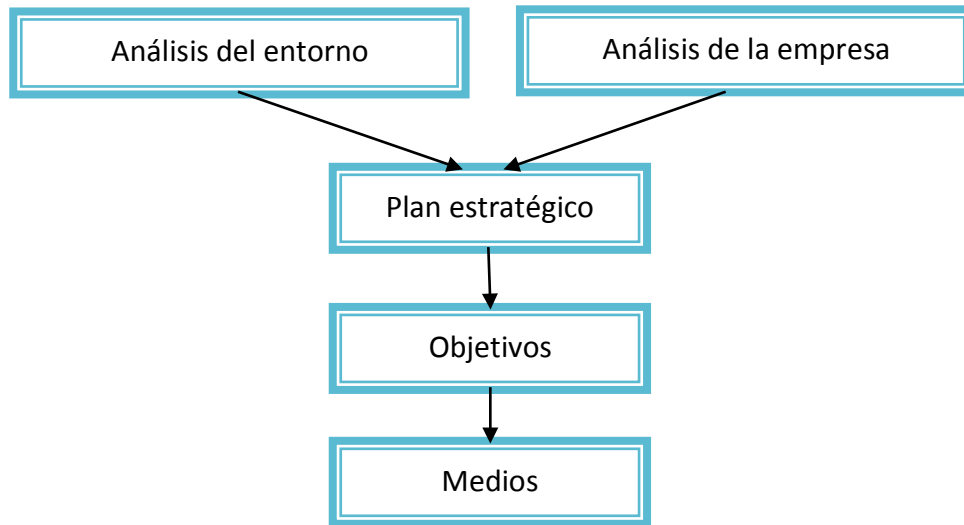 Análisis del entorno
Análisis de la empresa
Plan estratégico
Objetivos
Medios